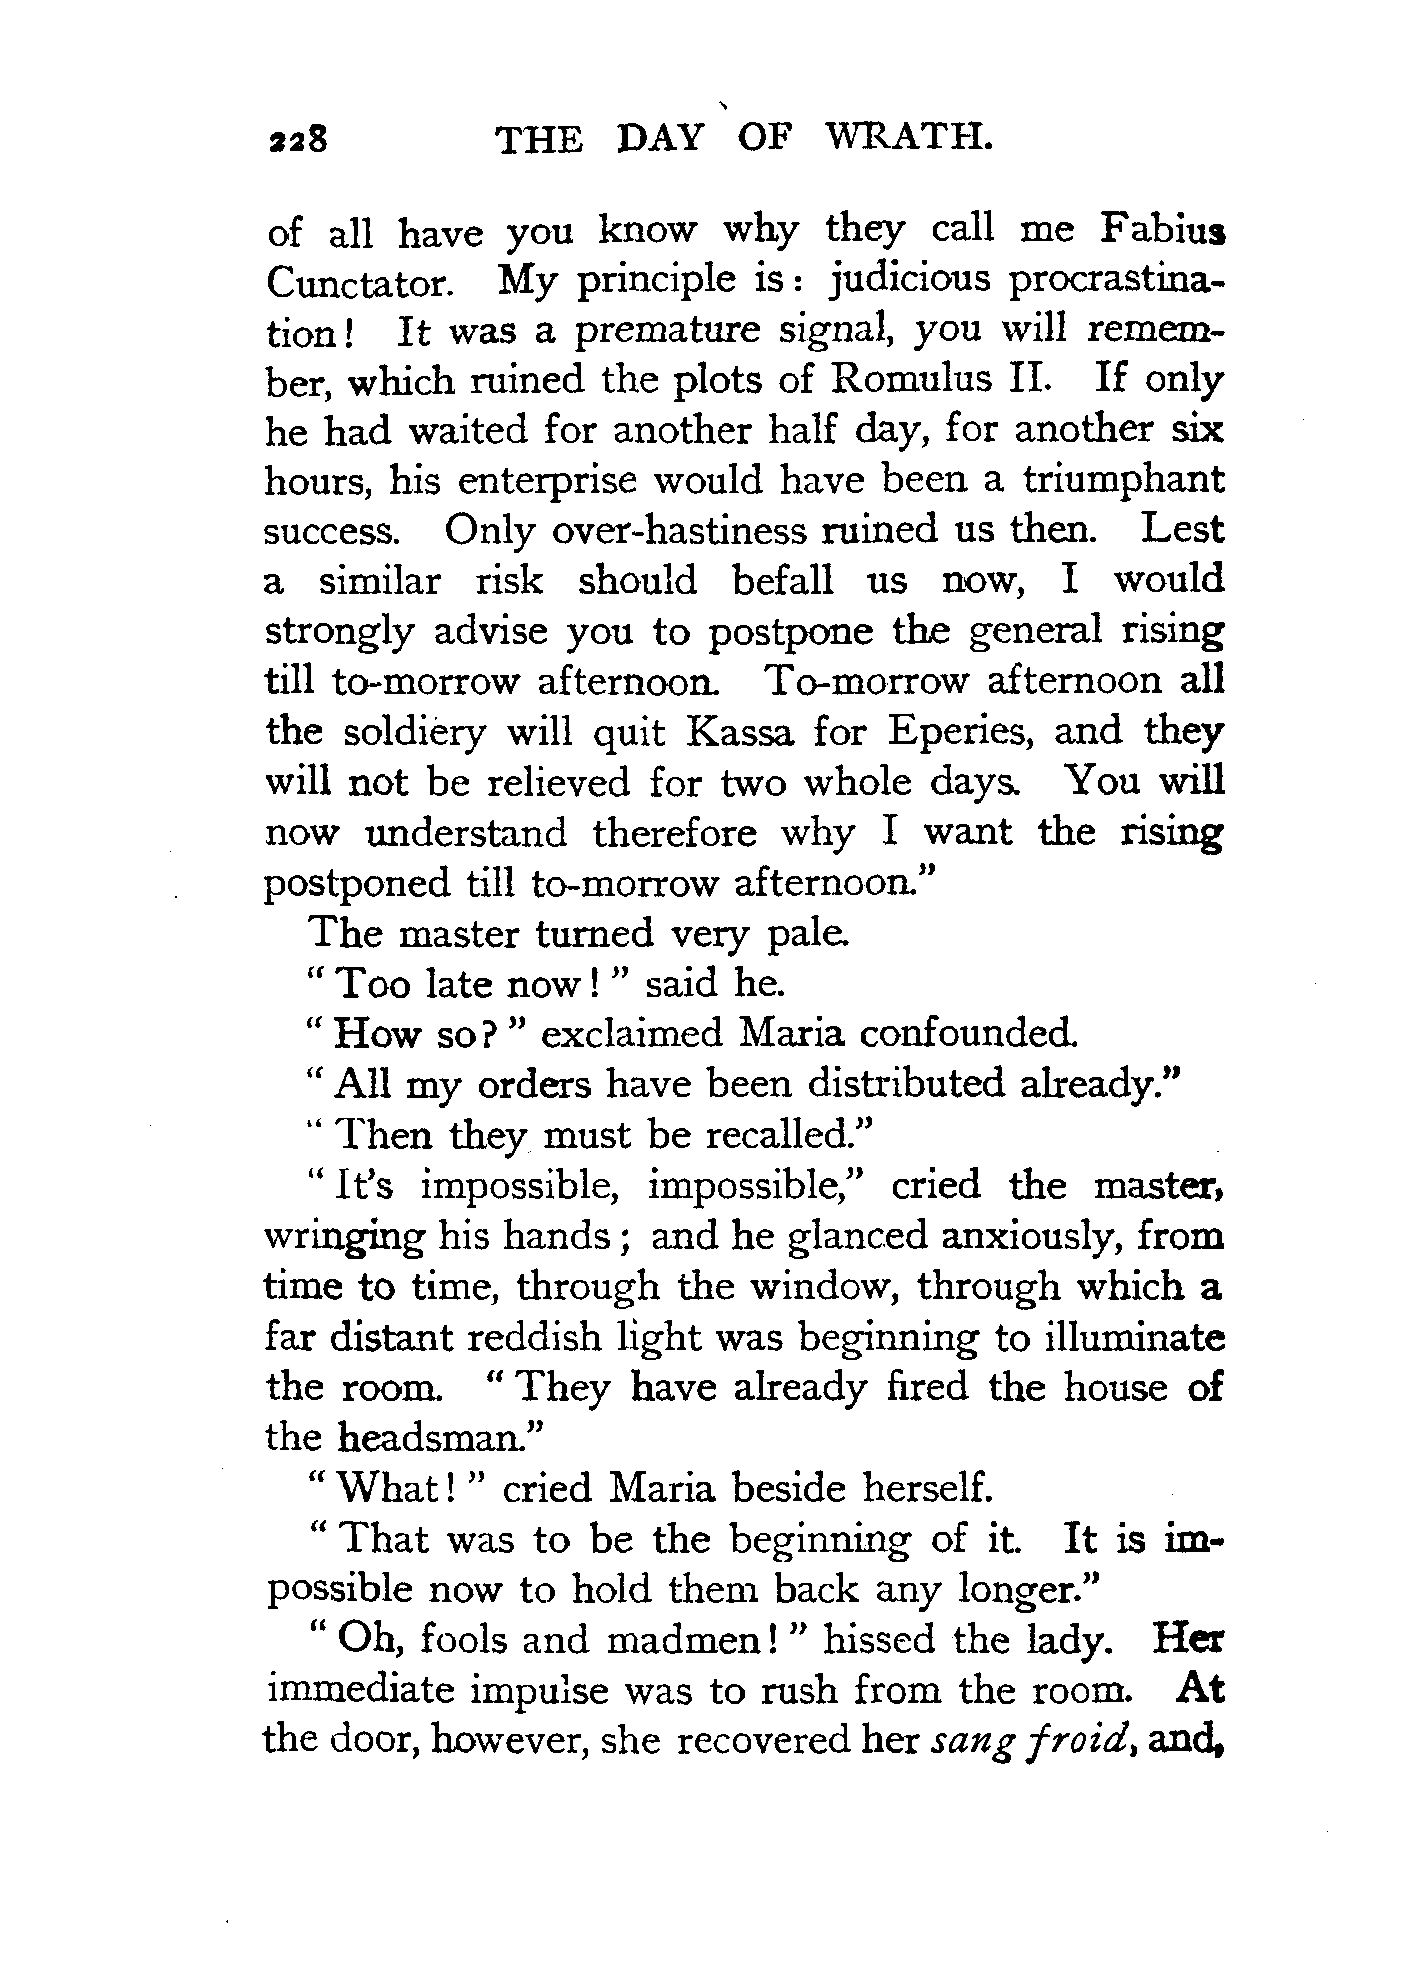 228 THE DAY OF WRATH.
of all have you know why they call me Fabius
Cunctator. My principle is: judicious procrastina-
tion! It was a premature signal, you will remem-
ber, which ruined the plots of Romulus II. If only
he had waited for another half day, for another six
hours, his enterprise would have been a triumphant
success. Only over-hastiness ruined us then. Lest
a similar risk should befall us now, I would
strongly advise you to postpone the general rising
till to-morrow afternoon. To-morrow afternoon all
the soldiery will quit Kassa for Eperies, and they
will not be relieved for two whole days. You will
now understand therefore why I want the rising
postponed till to-morrow afternoon."
The master turned very pale.
"Too late now!" said he.
"How so?" exclaimed Maria confounded.
"All my orders have been distributed already."
"Then they must be recalled."
"It's impossible, impossible," cried the master,
wringing his hands; and he glanced anxiously, from
time to time, through the window, through which a
far distant reddish light was beginning to illuminate
the room. "They have already fired the house of
the headsman."
"What!" cried Maria beside herself.
"That was to be the beginning of it. It is im-
possible now to hold them back any longer."
"Oh, fools and madmen!" hissed the lady. Her
immediate impulse was to rush from the room. At
the door, however, she recovered her sang froid, and,